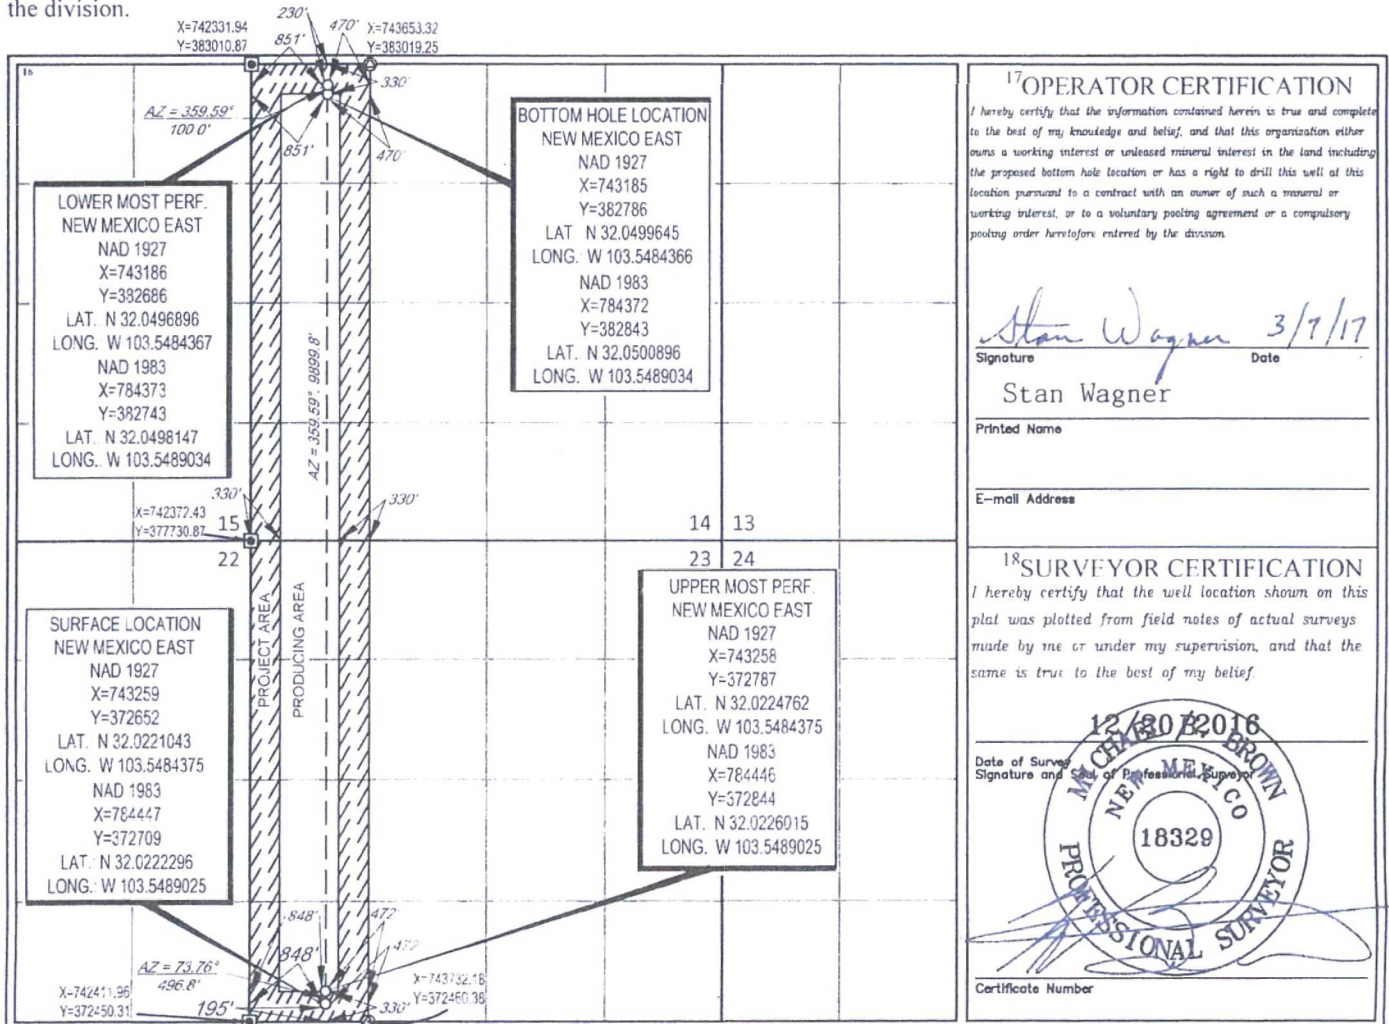 the division.
X=742331.94
Y=383010.87
230'
851'
470'
X=743653.32
Y=383019.25
16
330'
AZ = 359.59°
100.0'
851'
470'
BOTTOM HOLE LOCATION
NEW MEXICO EAST
NAD 1927
X=743185
Y=382786
LAT. N 32.0499645
LONG. W 103.5484366
NAD 1983
X=784372
Y=382843
LAT. N 32.0500896
LONG. W 103.5489034
LOWER MOST PERF.
NEW MEXICO EAST
NAD 1927
X=743186
Y=382686
LAT. N 32.0496896
LONG. W 103.5484367
NAD 1983
X=784373
Y=382743
LAT. N 32.0498147
LONG. W 103.5489034
AZ = 359.59°, 9899.8'
330'
330'
X=742372.43
Y=377730.87
15
14 13
22
23 24
PROJECT AREA
PRODUCING AREA
SURFACE LOCATION
NEW MEXICO EAST
NAD 1927
X=743259
Y=372652
LAT. N 32.0221043
LONG. W 103.5484375
NAD 1983
X=784447
Y=372709
LAT. N 32.0222296
LONG. W 103.5489025
UPPER MOST PERF.
NEW MEXICO EAST
NAD 1927
X=743258
Y=372787
LAT. N 32.0224762
LONG. W 103.5484375
NAD 1983
X=784446
Y=372844
LAT. N 32.0226015
LONG. W 103.5489025
848'
472'
472'
848'
AZ = 73.76°
496.8'
X=742411.96
Y=372450.31
195'
330'
X=743732.18
Y=372460.38
17 OPERATOR CERTIFICATION
I hereby certify that the information contained herein is true and complete
to the best of my knowledge and belief, and that this organization either
owns a working interest or unleased mineral interest in the land including
the proposed bottom hole location or has a right to drill this well at this
location pursuant to a contract with an owner of such a mineral or
working interest, or to a voluntary pooling agreement or a compulsory
pooling order heretofore entered by the division
Stan Wagner 3/7/17
Signature Date
Stan Wagner
Printed Name
E-mail Address
18 SURVEYOR CERTIFICATION
I hereby certify that the well location shown on this
plat was plotted from field notes of actual surveys
made by me or under my supervision, and that the
same is true to the best of my belief.
12/30/2016
Date of Survey
Signature and Seal of Professional Surveyor
MICHAEL B. BROWN
NEW MEXICO
18329
PROFESSIONAL SURVEYOR
Certificate Number